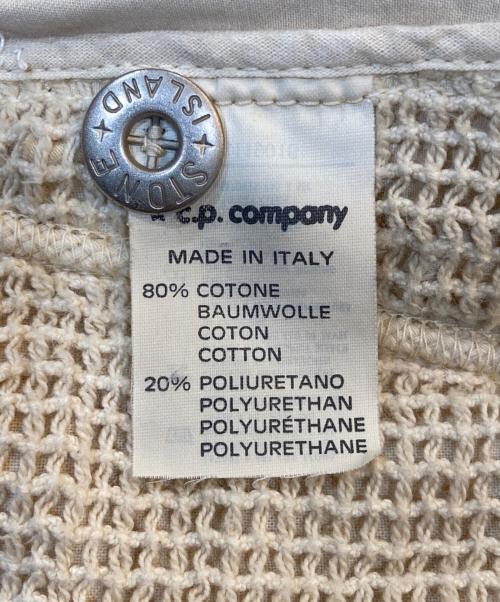 STONE ISLAND
c.p. company
MADE IN ITALY
80% COTONE
BAUMWOLLE
COTON
COTTON
20% POLIURETANO
POLYURETHAN
POLYURÉTHANE
POLYURETHANE